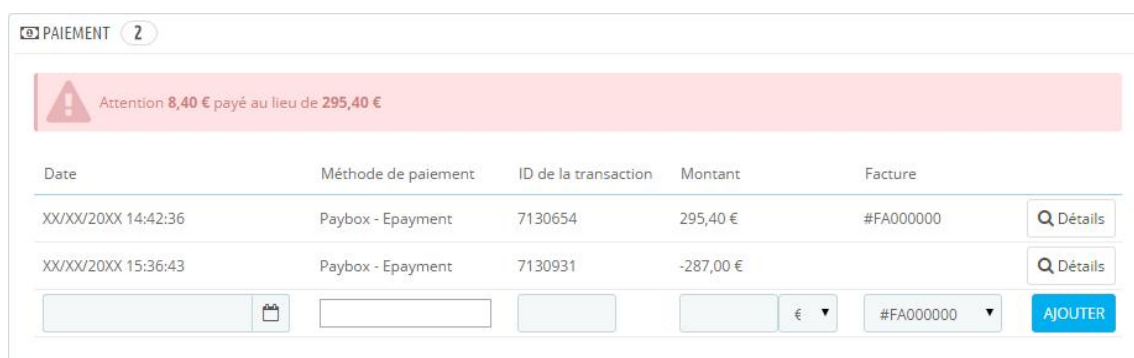 PAIEMENT 2
Attention 8,40 € payé au lieu de 295,40 €
Date Méthode de paiement ID de la transaction Montant Facture
XX/XX/20XX 14:42:36 Paybox - Epayment 7130654 295,40 € #FA000000 Détails
XX/XX/20XX 15:36:43 Paybox - Epayment 7130931 -287,00 € Détails
€ #FA000000 AJOUTER